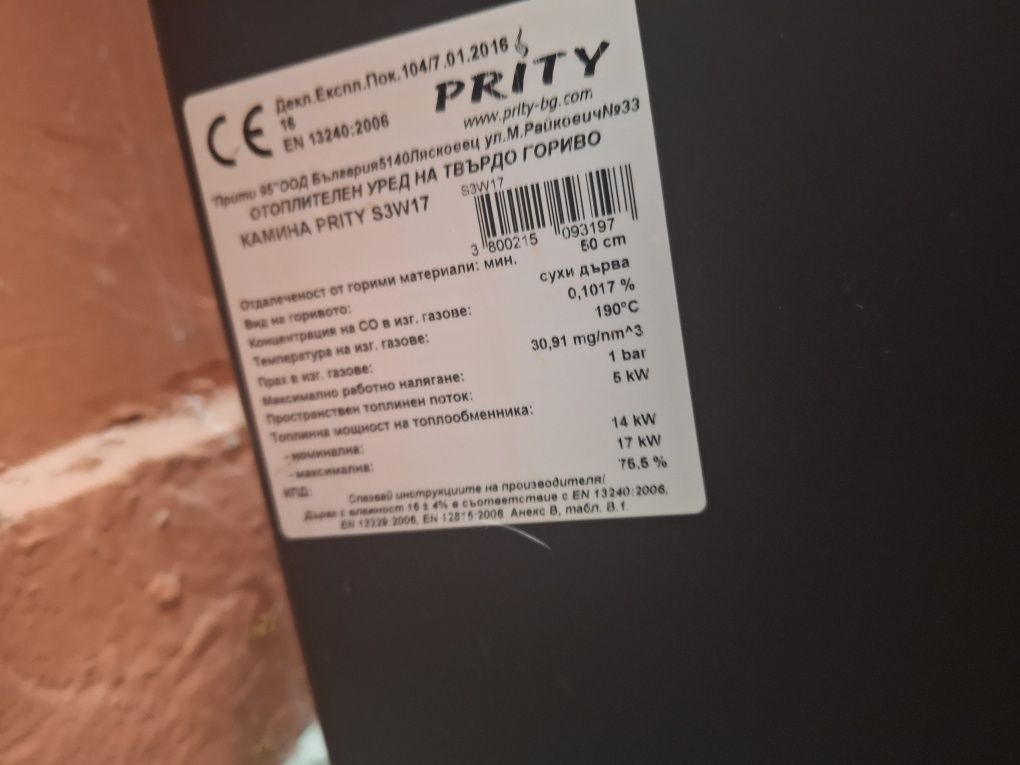 CE
Декл.Експл.Пок.104/7.01.2016
16
EN 13240:2006
PRITY
www.prity-bg.com
"Прити 95"ООД България5140Лясковец ул.М.Райкович№33
ОТОПЛИТЕЛЕН УРЕД НА ТВЪРДО ГОРИВО
КАМИНА PRITY S3W17
S3W17
3 800215 093197
Отдалеченост от горими материали: мин. 50 cm
Вид на горивото: сухи дърва
Концентрация на СО в изг. газове: 0,1017 %
Температура на изг. газове: 190°C
Прах в изг. газове: 30,91 mg/nm^3
Максимално работно налягане: 1 bar
Пространствен топлинен поток: 5 kW
Топлинна мощност на топлообменника:
-номинална: 14 kW
-максимална: 17 kW
КПД: 75.5 %
Спазвай инструкциите на производителя!
Дърва с влажност 16 ± 4% в съответствие с EN 13240:2006,
EN 13229:2006, EN 12815:2006 Анекс B, табл. B.1.